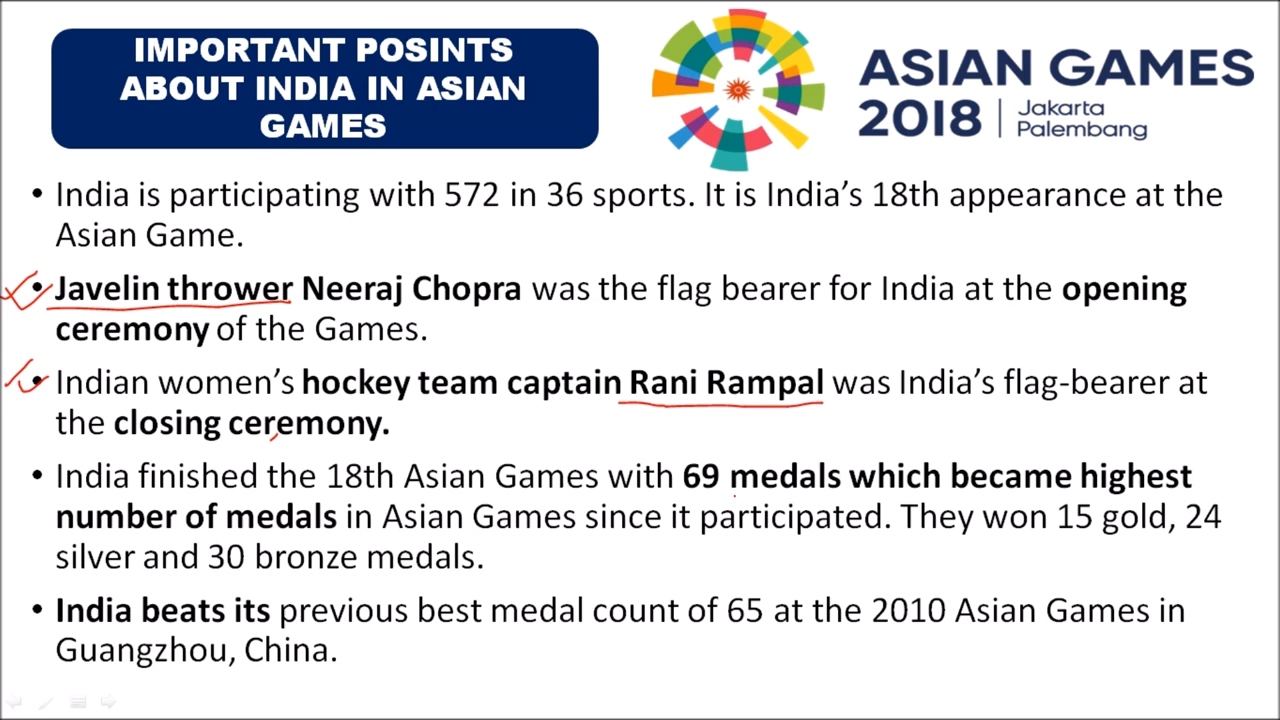 IMPORTANT POSINTS
ABOUT INDIA IN ASIAN
GAMES
ASIAN GAMES
2018 | Jakarta
Palembang
• India is participating with 572 in 36 sports. It is India’s 18th appearance at the
Asian Game.
• Javelin thrower Neeraj Chopra was the flag bearer for India at the opening
ceremony of the Games.
• Indian women’s hockey team captain Rani Rampal was India’s flag-bearer at
the closing ceremony.
• India finished the 18th Asian Games with 69 medals which became highest
number of medals in Asian Games since it participated. They won 15 gold, 24
silver and 30 bronze medals.
• India beats its previous best medal count of 65 at the 2010 Asian Games in
Guangzhou, China.